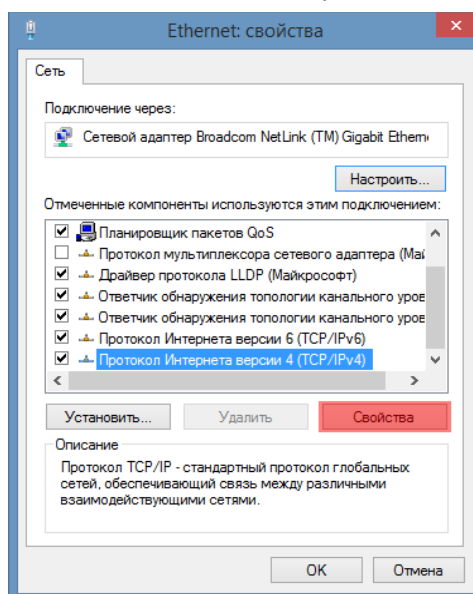 Ethernet: свойства
Сеть
Подключение через:
Сетевой адаптер Broadcom NetLink (TM) Gigabit Ethern
Настроить...
Отмеченные компоненты используются этим подключением:
Планировщик пакетов QoS
Протокол мультиплексора сетевого адаптера (Май
Драйвер протокола LLDP (Майкрософт)
Ответчик обнаружения топологии канального уров
Ответчик обнаружения топологии канального уров
Протокол Интернета версии 6 (TCP/IPv6)
Протокол Интернета версии 4 (TCP/IPv4)
Установить... Удалить Свойства
Описание
Протокол TCP/IP - стандартный протокол глобальных
сетей, обеспечивающий связь между различными
взаимодействующими сетями.
OK Отмена